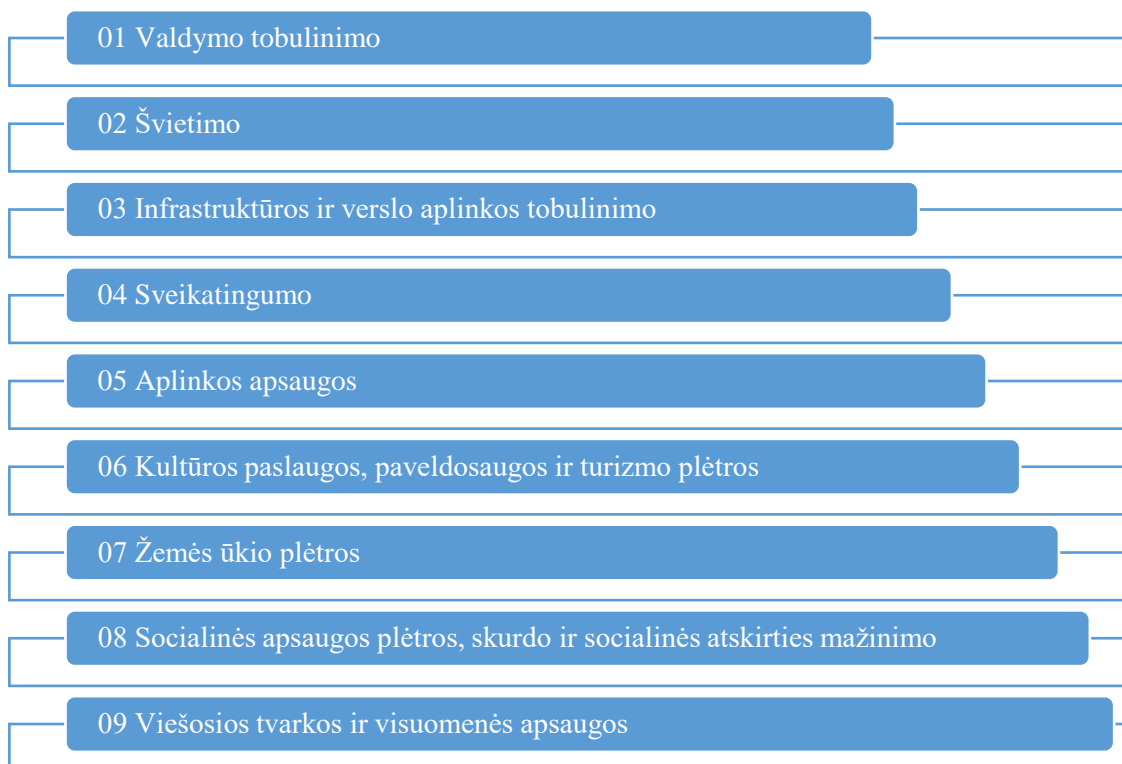 01 Valdymo tobulinimo
02 Švietimo
03 Infrastruktūros ir verslo aplinkos tobulinimo
04 Sveikatingumo
05 Aplinkos apsaugos
06 Kultūros paslaugos, paveldosaugos ir turizmo plėtros
07 Žemės ūkio plėtros
08 Socialinės apsaugos plėtros, skurdo ir socialinės atskirties mažinimo
09 Viešosios tvarkos ir visuomenės apsaugos